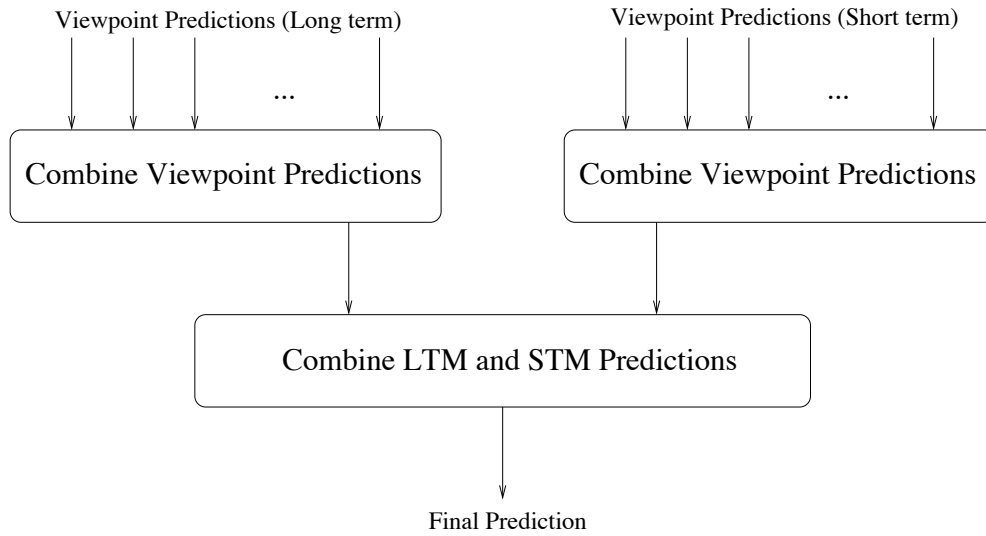 Viewpoint Predictions (Long term)
Viewpoint Predictions (Short term)
...
...
Combine Viewpoint Predictions
Combine Viewpoint Predictions
Combine LTM and STM Predictions
Final Prediction